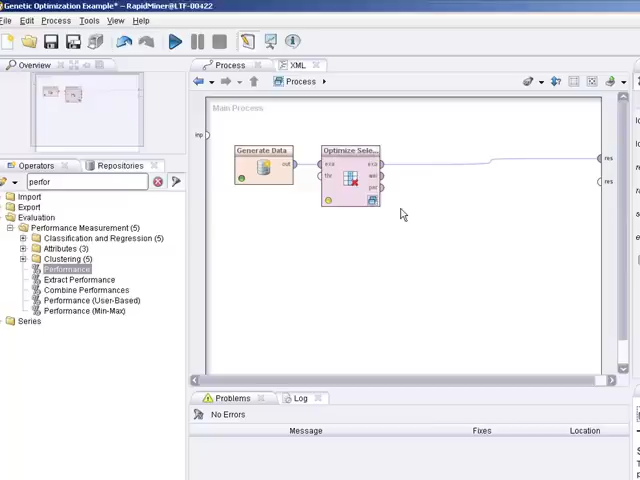 Genetic Optimization Example* – RapidMiner@LTF-00422
File Edit Process Tools View Help
Overview
Process
XML
Process
Main Process
inp
Generate Data
out
Optimize Sele...
exa
thr
exa
wei
per
res
res
Operators
Repositories
perfor
Import
Export
Evaluation
Performance Measurement (5)
Classification and Regression (5)
Attributes (3)
Clustering (5)
Performance
Extract Performance
Combine Performances
Performance (User-Based)
Performance (Min-Max)
Series
Problems
Log
No Errors
Message
Fixes
Location